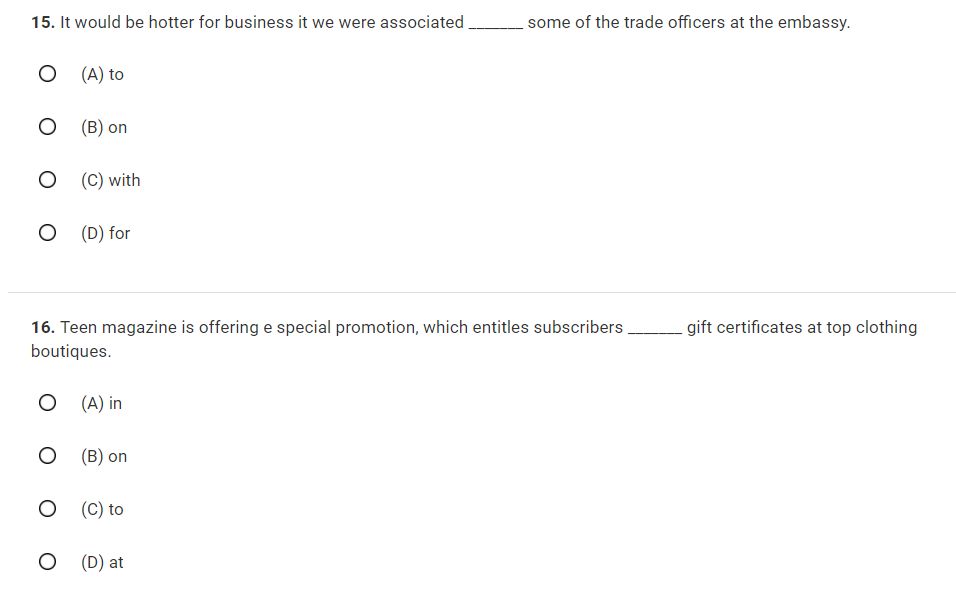 15. It would be hotter for business it we were associated _______ some of the trade officers at the embassy.
(A) to
(B) on
(C) with
(D) for
16. Teen magazine is offering e special promotion, which entitles subscribers _______ gift certificates at top clothing
boutiques.
(A) in
(B) on
(C) to
(D) at